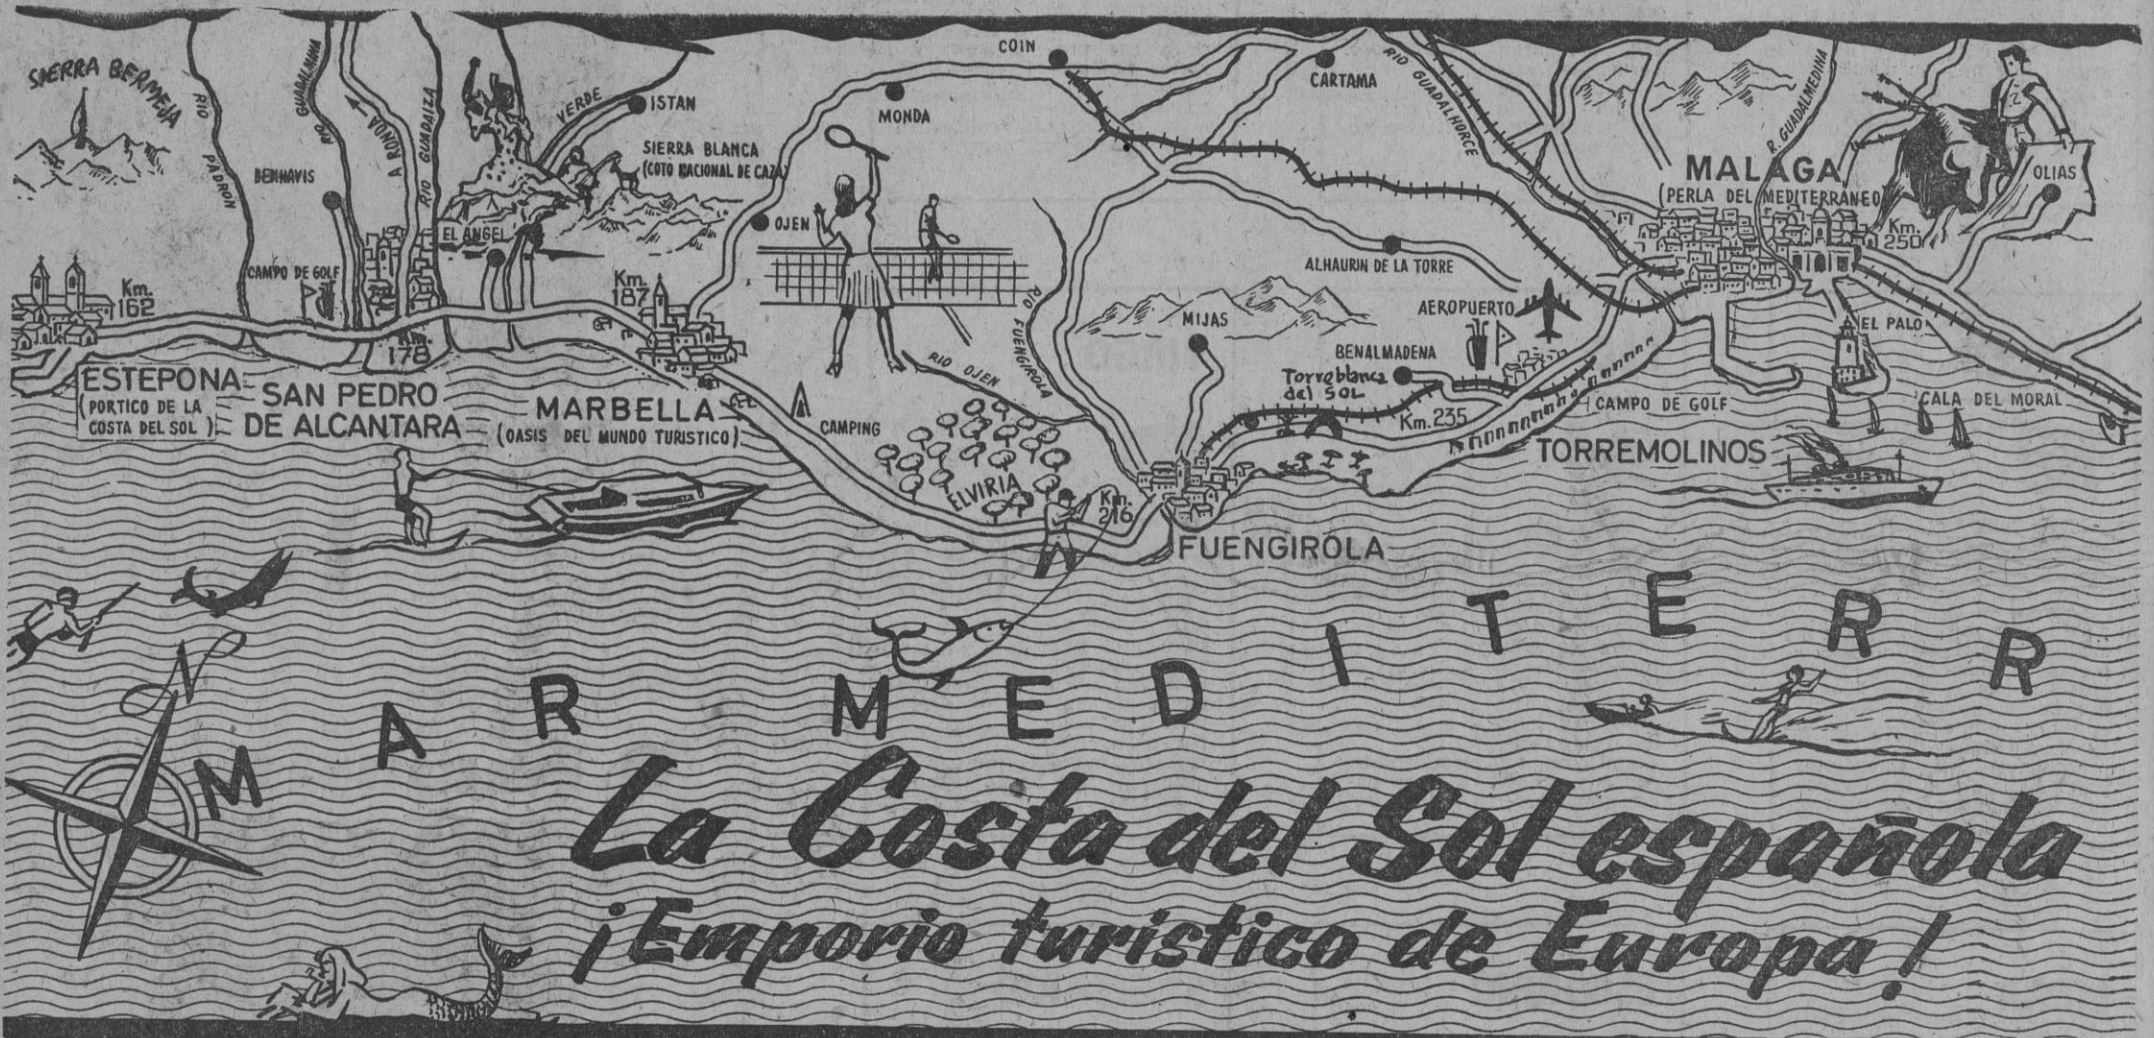 SIERRA BERMEJA
RIO PADRON
RIO GUADALMINA
A RONDA
RIO GUADAIZA
VERDE
ISTAN
BENHAVIS
SIERRA BLANCA
(COTO NACIONAL DE CAZA)
EL ANGEL
CAMPO DE GOLF
Km.
162
Km.
178
Km.
187
ESTEPONA
(PORTICO DE LA
COSTA DEL SOL)
SAN PEDRO
DE ALCANTARA
MARBELLA
(OASIS DEL MUNDO TURISTICO)
OJEN
MONDA
COIN
CARTAMA
RIO GUADALHORCE
R. GUADALMEDINA
MALAGA
(PERLA DEL MEDITERRANEO)
OLIAS
Km.
250
ALHAURIN DE LA TORRE
AEROPUERTO
MIJAS
BENALMADENA
Torreblanca
del SOL
Km. 235
RIO FUENGIROLA
RIO OJEN
CAMPING
ELVIRIA
Km.
216
FUENGIROLA
CAMPO DE GOLF
TORREMOLINOS
EL PALO
CALA DEL MORAL
N
MAR MEDITERR
La Costa del Sol española
¡Emporio turistico de Europa!